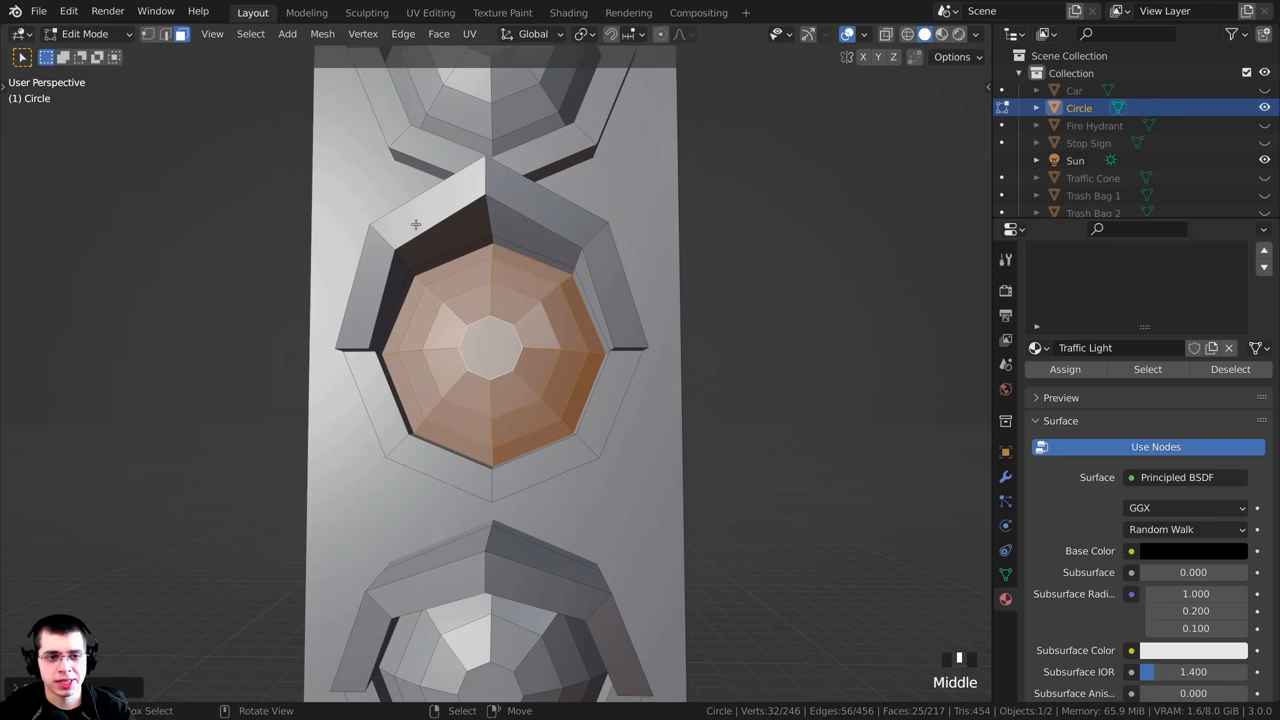 File Edit Render Window Help Layout Modeling Sculpting UV Editing Texture Paint Shading Rendering Compositing Scene View Layer
Edit Mode View Select Add Mesh Vertex Edge Face UV Global
X Y Z Options
User Perspective
(1) Circle
Scene Collection
Collection
Car
Circle
Fire Hydrant
Stop Sign
Sun
Traffic Cone
Trash Bag 1
Trash Bag 2
Traffic Light
Assign Select Deselect
Preview
Surface
Use Nodes
Surface Principled BSDF
GGX
Random Walk
Base Color
Subsurface 0.000
Subsurface Radi... 1.000
0.200
0.100
Subsurface Color
Subsurface IOR 1.400
Subsurface Anis... 0.000
Middle
ox Select Rotate View Select Move Circle | Verts:32/246 | Edges:56/456 | Faces:25/217 | Tris:454 | Objects:1/2 | Memory: 65.9 MiB | VRAM: 1.6/8.0 GiB | 3.0.0